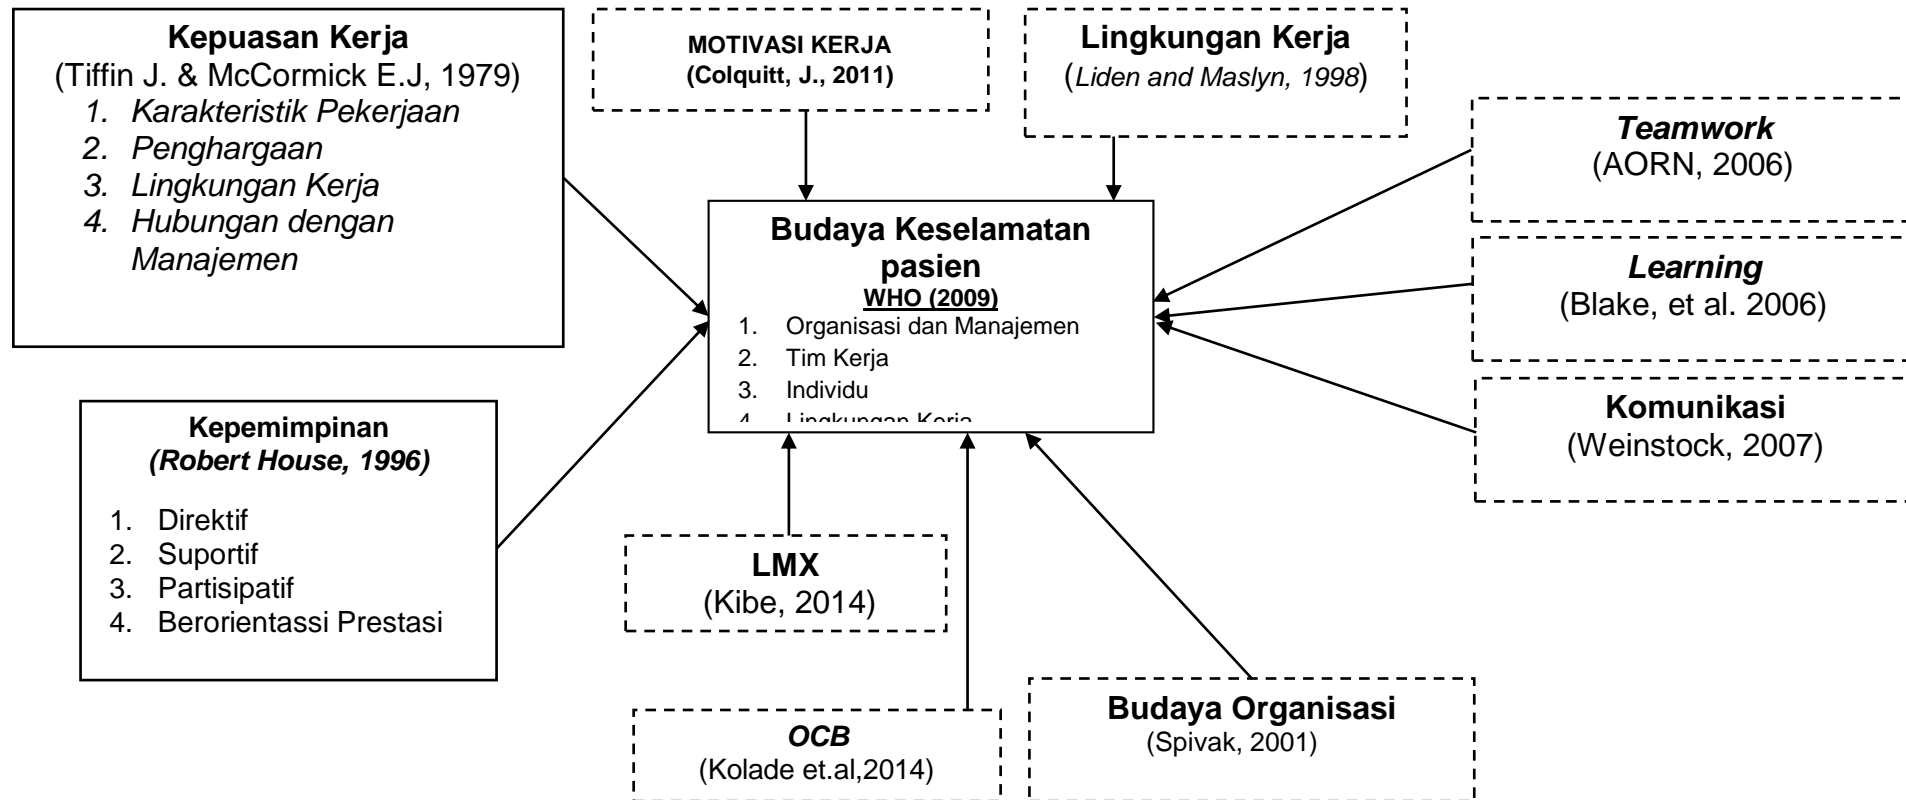 Kepuasan Kerja
(Tiffin J. & McCormick E.J, 1979)
1. Karakteristik Pekerjaan
2. Penghargaan
3. Lingkungan Kerja
4. Hubungan dengan
Manajemen
MOTIVASI KERJA
(Colquitt, J., 2011)
Lingkungan Kerja
(Liden and Maslyn, 1998)
Teamwork
(AORN, 2006)
Learning
(Blake, et al. 2006)
Komunikasi
(Weinstock, 2007)
Budaya Keselamatan
pasien
WHO (2009)
1. Organisasi dan Manajemen
2. Tim Kerja
3. Individu
4. Lingkungan Kerja
Kepemimpinan
(Robert House, 1996)
1. Direktif
2. Suportif
3. Partisipatif
4. Berorientassi Prestasi
LMX
(Kibe, 2014)
OCB
(Kolade et.al,2014)
Budaya Organisasi
(Spivak, 2001)